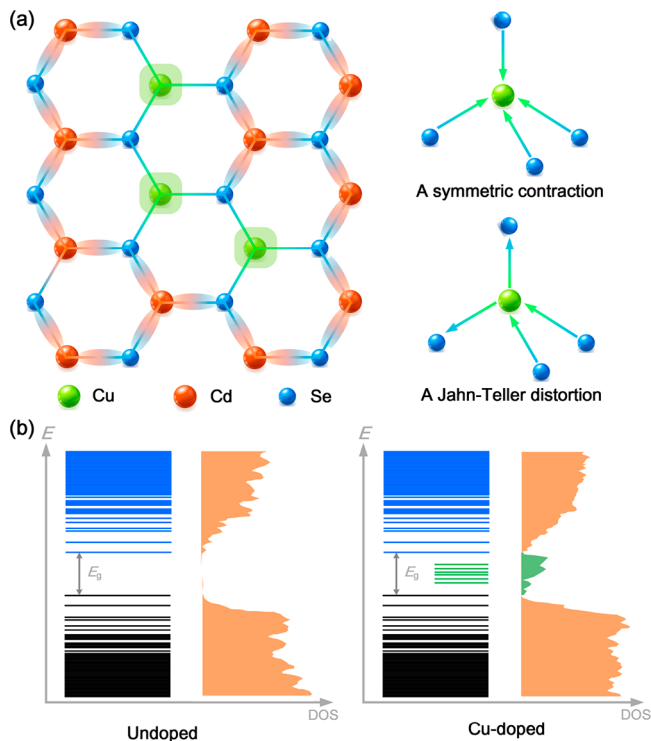 (a)
A symmetric contraction
A Jahn-Teller distortion
Cu
Cd
Se
(b)
E
Eg
DOS
Undoped
E
Eg
DOS
Cu-doped